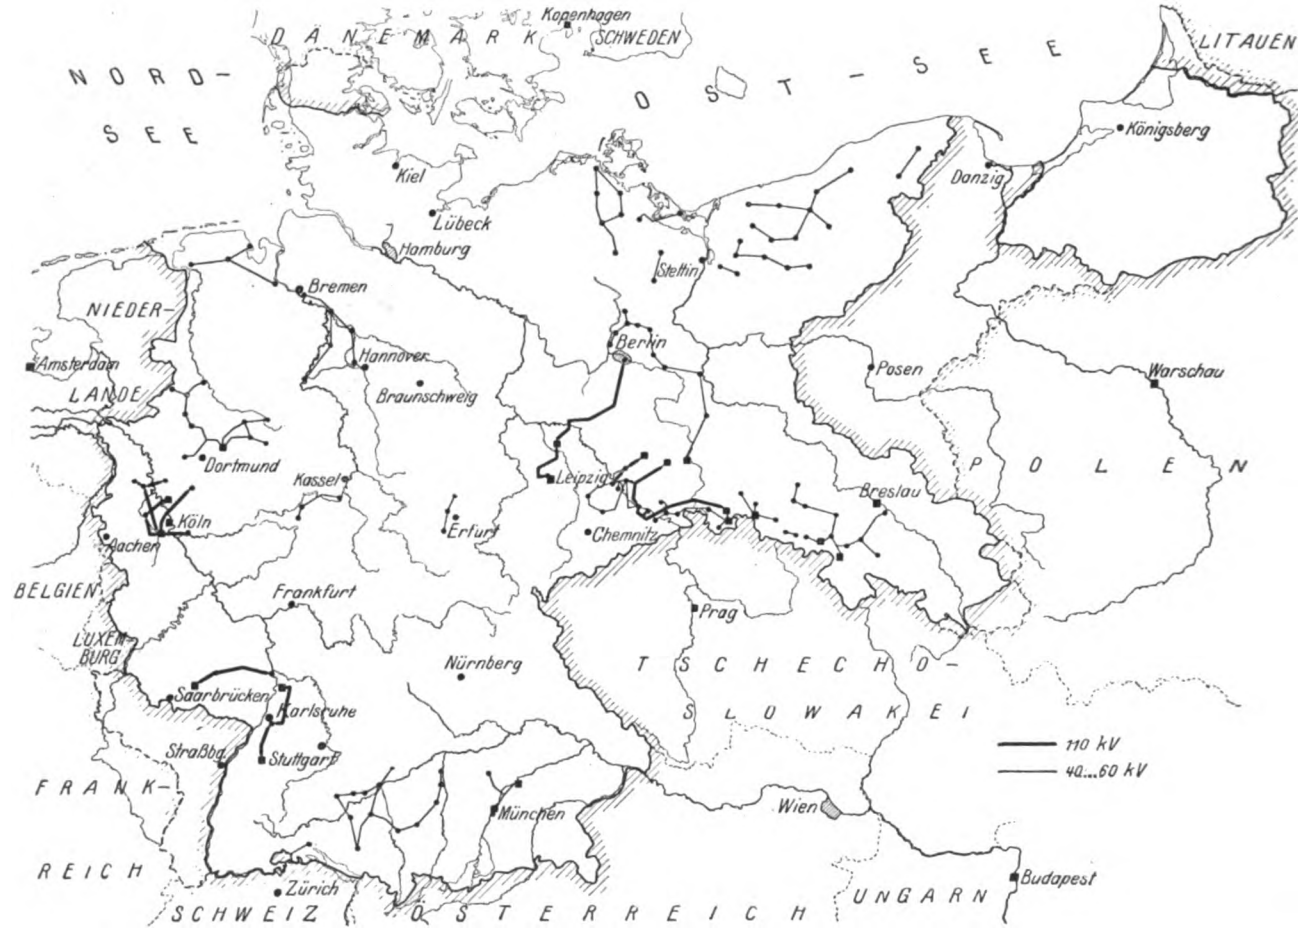 Kopenhagen
DÄNEMARK
SCHWEDEN
LITAUEN
NORD-
SEE
OST-SEE
Königsberg
Kiel
Danzig
Lübeck
Hamburg
Stettin
Bremen
NIEDER-
LANDE
Amsterdam
Hannover
Berlin
Braunschweig
Posen
Warschau
Dortmund
Kassel
Leipzig
POLEN
Breslau
Köln
Erfurt
Chemnitz
Aachen
BELGIEN
Frankfurt
Prag
LUXEM-
BURG
Nürnberg
TSCHECHO-
SLOWAKEI
Saarbrücken
Karlsruhe
Straßbg.
Stuttgart
110 kV
40...60 kV
FRANK-
REICH
München
Wien
Zürich
Budapest
SCHWEIZ
ÖSTERREICH
UNGARN